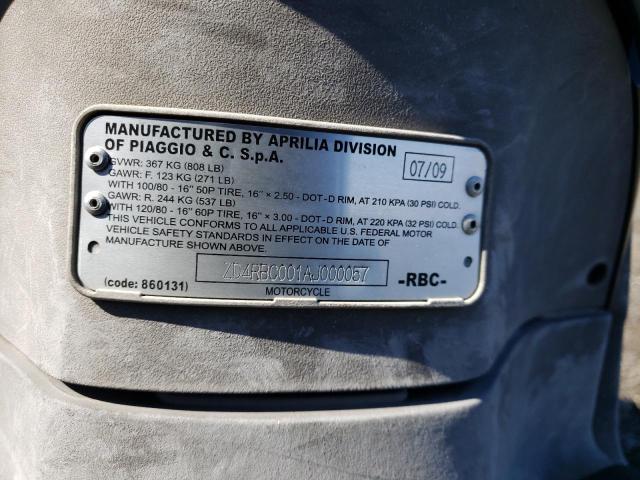 MANUFACTURED BY APRILIA DIVISION
OF PIAGGIO & C. S.p.A.
07/09
GVWR: 367 KG (808 LB)
GAWR: F. 123 KG (271 LB)
WITH 100/80 - 16" 50P TIRE, 16" × 2.50 - DOT-D RIM, AT 210 KPA (30 PSI) COLD.
GAWR: R. 244 KG (537 LB)
WITH 120/80 - 16" 60P TIRE, 16" × 3.00 - DOT-D RIM, AT 220 KPA (32 PSI) COLD.
THIS VEHICLE CONFORMS TO ALL APPLICABLE U.S. FEDERAL MOTOR
VEHICLE SAFETY STANDARDS IN EFFECT ON THE DATE OF
MANUFACTURE SHOWN ABOVE.
ZD4RBC001AJ000057
(code: 860131)
MOTORCYCLE
-RBC-